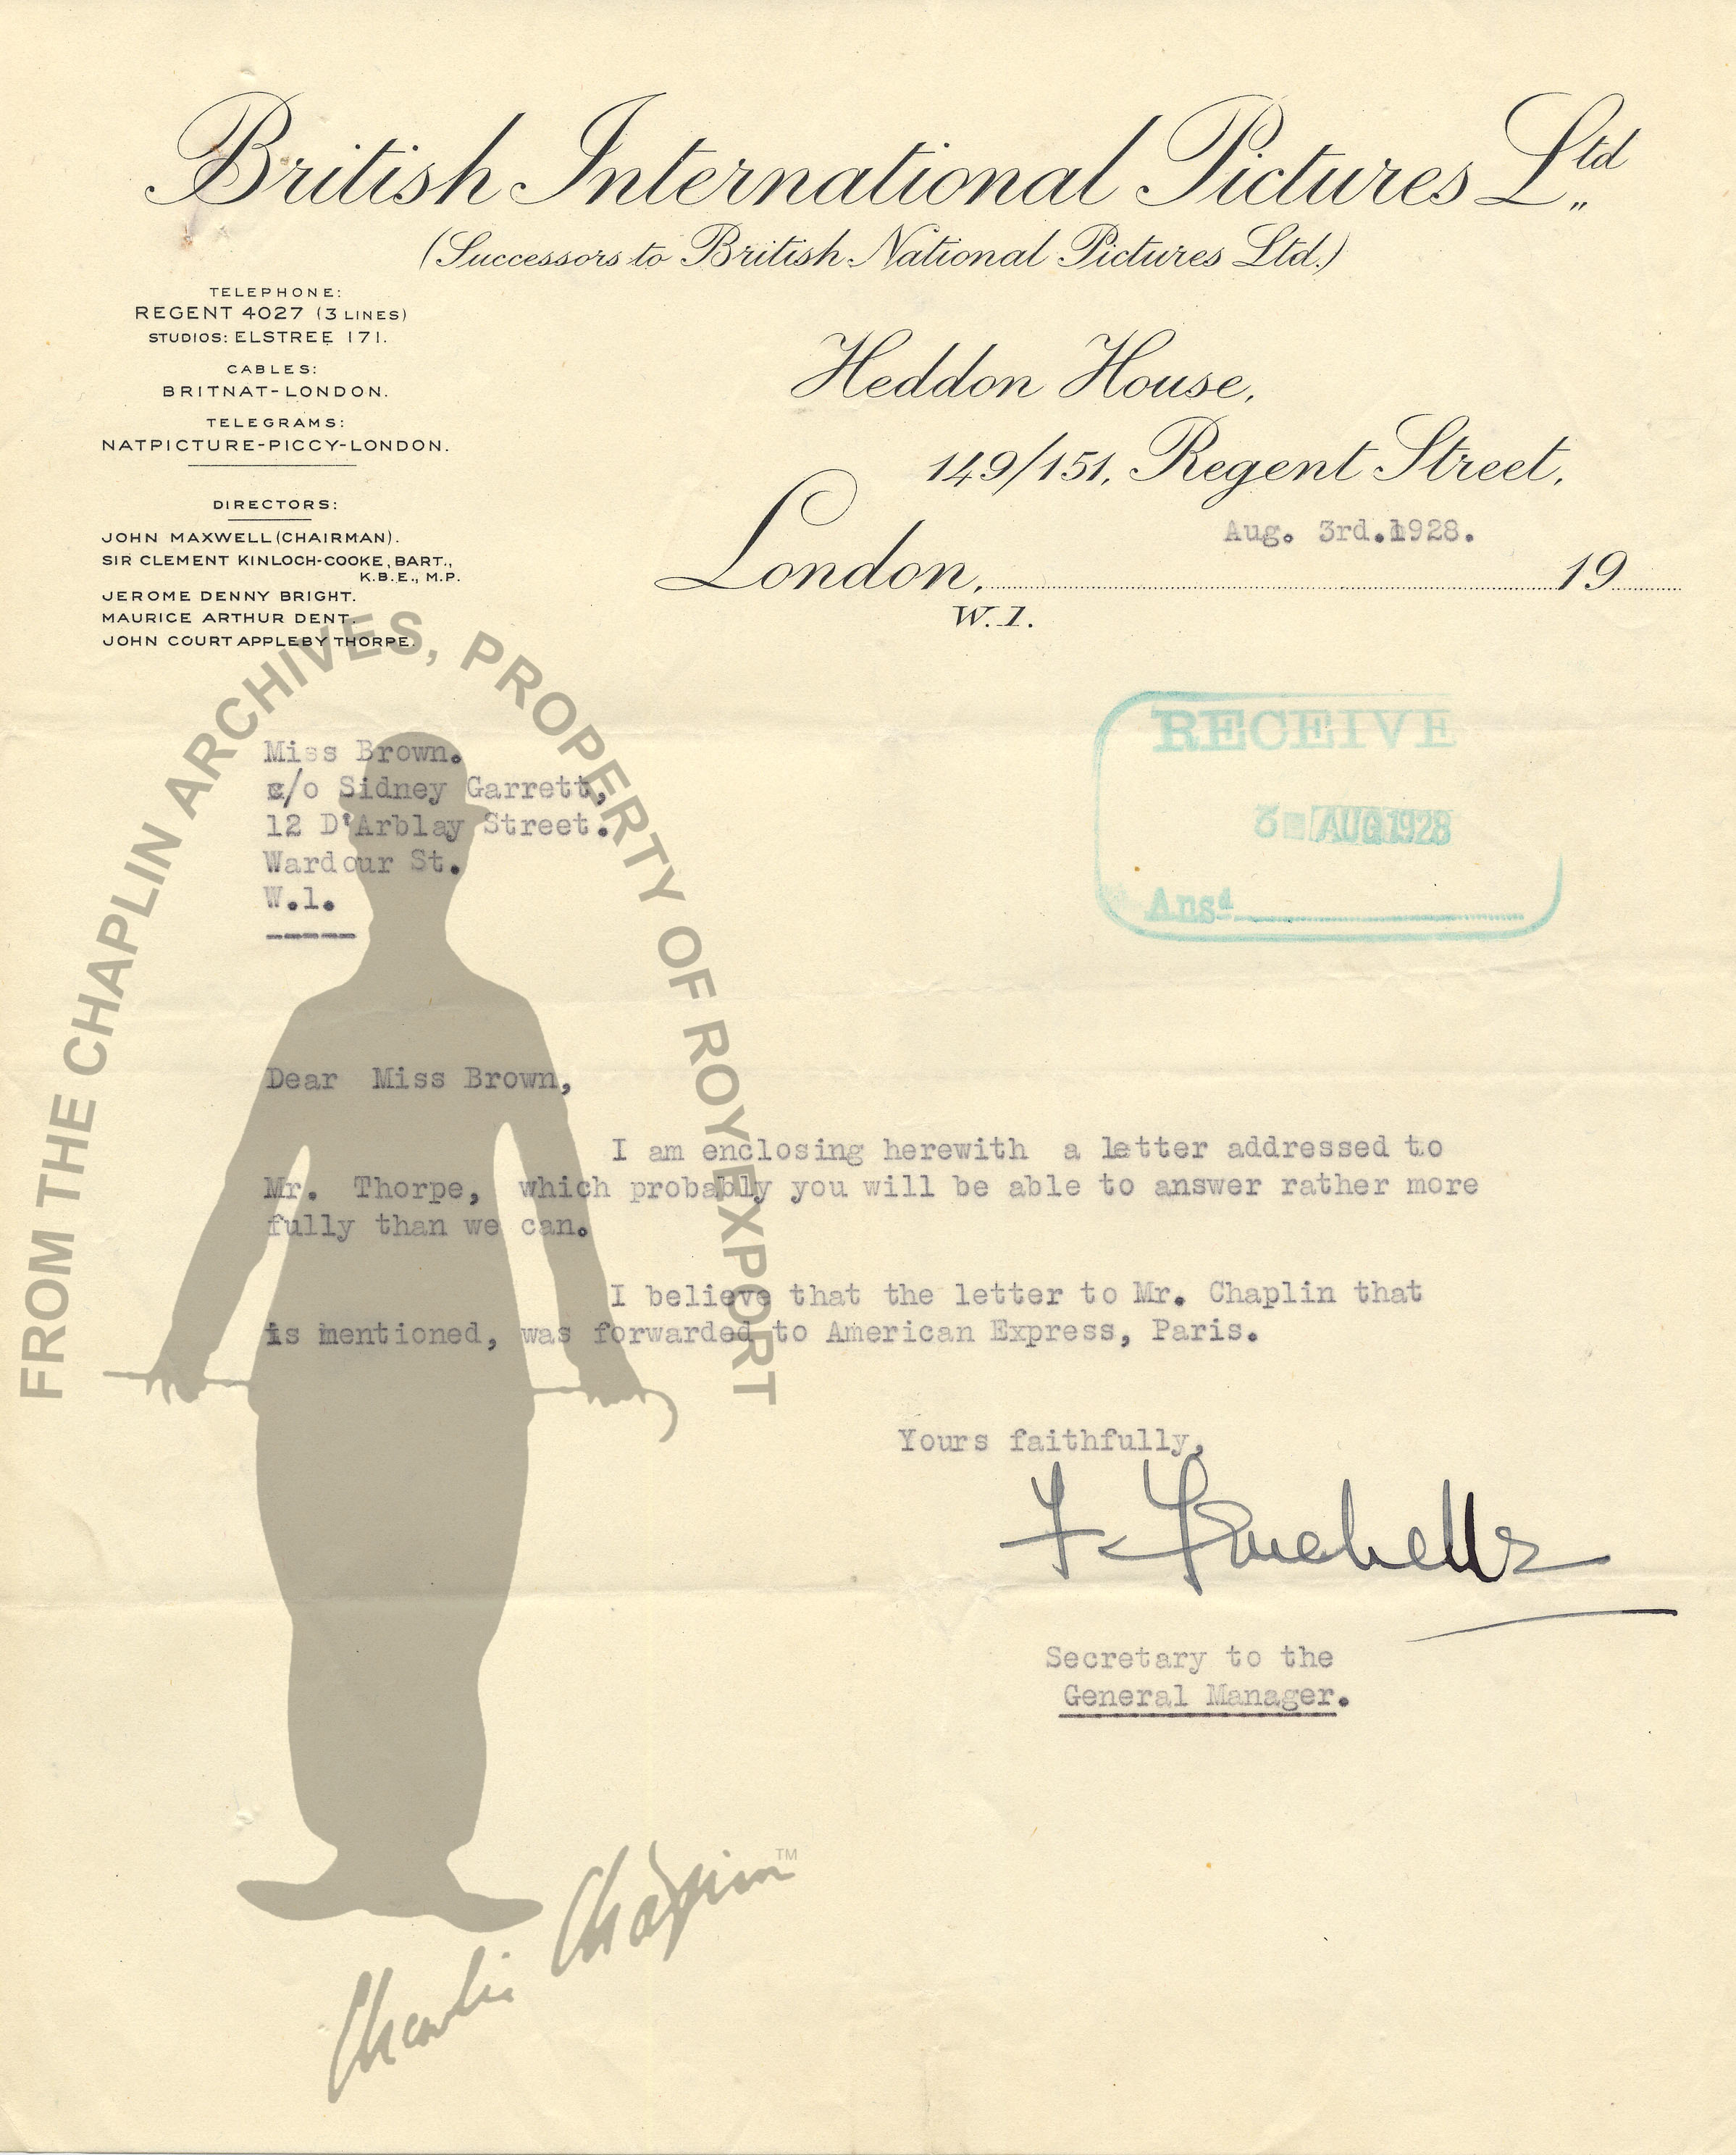 British International Pictures Ltd
(Successors to British National Pictures Ltd.)
TELEPHONE:
REGENT 4027 (3 LINES)
STUDIOS: ELSTREE 171.
CABLES:
BRITNAT-LONDON.
TELEGRAMS:
NATPICTURE-PICCY-LONDON.
DIRECTORS:
JOHN MAXWELL (CHAIRMAN).
SIR CLEMENT KINLOCH-COOKE, BART.,
K.B.E., M.P.
JEROME DENNY BRIGHT.
MAURICE ARTHUR DENT.
JOHN COURT APPLEBY THORPE.
Heddon House,
149/151, Regent Street,
Aug. 3rd.1928.
London, 19
W.1.
RECEIVE
3 AUG 1928
Ansd
Miss Brown.
c/o Sidney Garrett,
12 D'Arblay Street.
Wardour St.
W.1.
Dear Miss Brown,
I am enclosing herewith a letter addressed to
Mr. Thorpe, which probably you will be able to answer rather more
fully than we can.
I believe that the letter to Mr. Chaplin that
is mentioned, was forwarded to American Express, Paris.
Yours faithfully,
Secretary to the
General Manager.
FROM THE CHAPLIN ARCHIVES, PROPERTY OF ROY EXPORT
Charlie Chaplin TM